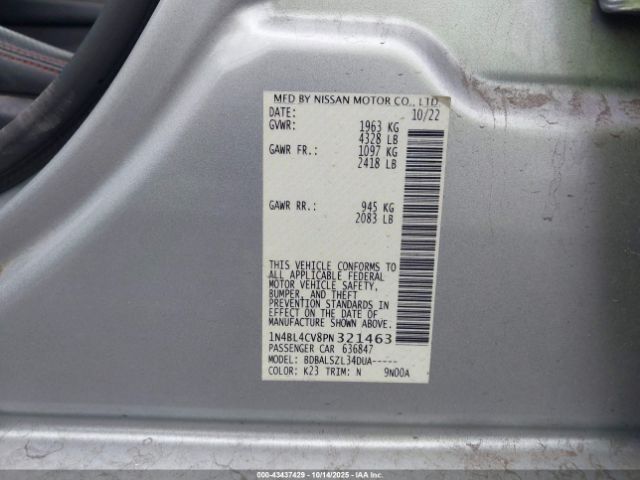 MFD BY NISSAN MOTOR CO., LTD.
DATE: 10/22
GVWR: 1963 KG
4328 LB
GAWR FR.: 1097 KG
2418 LB
GAWR RR.: 945 KG
2083 LB
THIS VEHICLE CONFORMS TO
ALL APPLICABLE FEDERAL
MOTOR VEHICLE SAFETY,
BUMPER, AND THEFT
PREVENTION STANDARDS IN
EFFECT ON THE DATE OF
MANUFACTURE SHOWN ABOVE.
1N4BL4CV8PN321463
PASSENGER CAR 636847
MODEL: BDBALSZL34DUA-----
COLOR: K23 TRIM: N 9N00A
000-43437429 | 10/14/2025 | Copyright © IAA, LLC